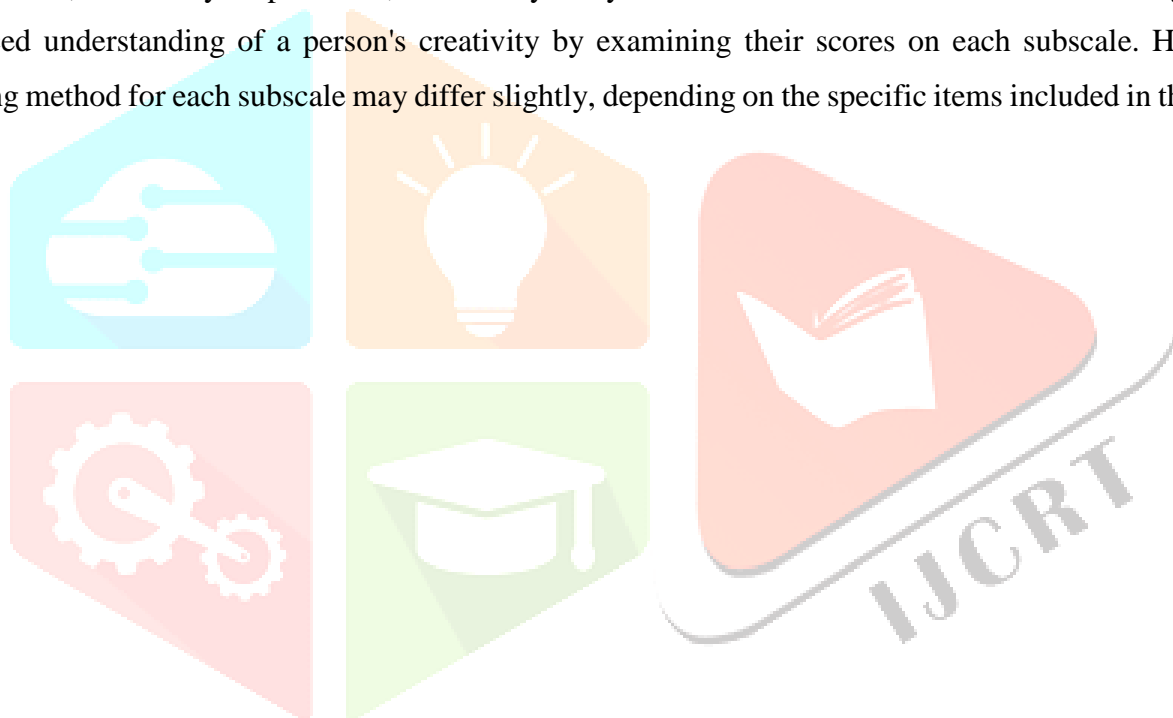 ed understanding of a person's creativity by examining their scores on each subscale. H
ng method for each subscale may differ slightly, depending on the specific items included in th
IJCRT